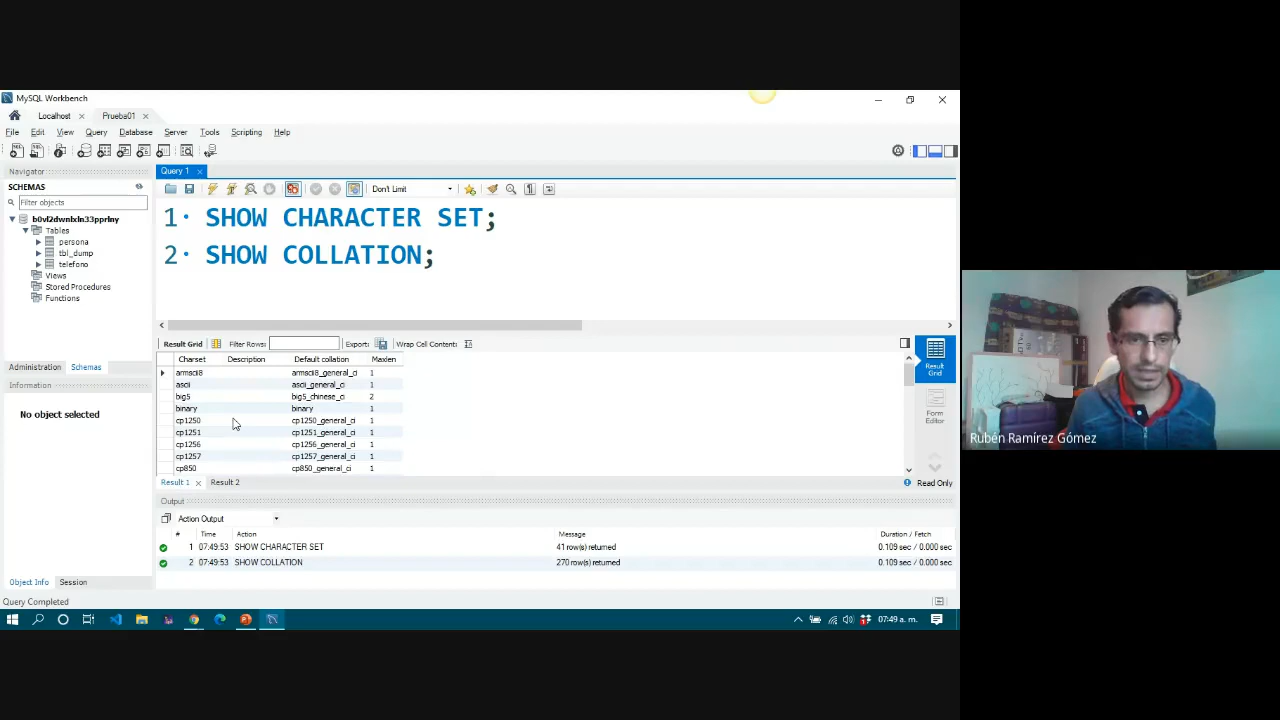 MySQL Workbench
Localhost
Prueba01
File Edit View Query Database Server Tools Scripting Help
Navigator
SCHEMAS
Filter objects
b0vl2dwnlxln33pprlny
Tables
persona
tbl_dump
telefono
Views
Stored Procedures
Functions
Administration Schemas
Information
No object selected
Object Info Session
Query Completed
Query 1
Don't Limit
1 SHOW CHARACTER SET;
2 SHOW COLLATION;
Result Grid Filter Rows: Export: Wrap Cell Content:
Charset Description Default collation Maxlen
armscii8 armscii8_general_ci 1
ascii ascii_general_ci 1
big5 big5_chinese_ci 2
binary binary 1
cp1250 cp1250_general_ci 1
cp1251 cp1251_general_ci 1
cp1256 cp1256_general_ci 1
cp1257 cp1257_general_ci 1
cp850 cp850_general_ci 1
Result Grid
Form Editor
Result 1 Result 2
Read Only
Output
Action Output
# Time Action Message Duration / Fetch
1 07:49:53 SHOW CHARACTER SET 41 row(s) returned 0.109 sec / 0.000 sec
2 07:49:53 SHOW COLLATION 270 row(s) returned 0.109 sec / 0.000 sec
07:49 a. m.
Rubén Ramírez Gómez